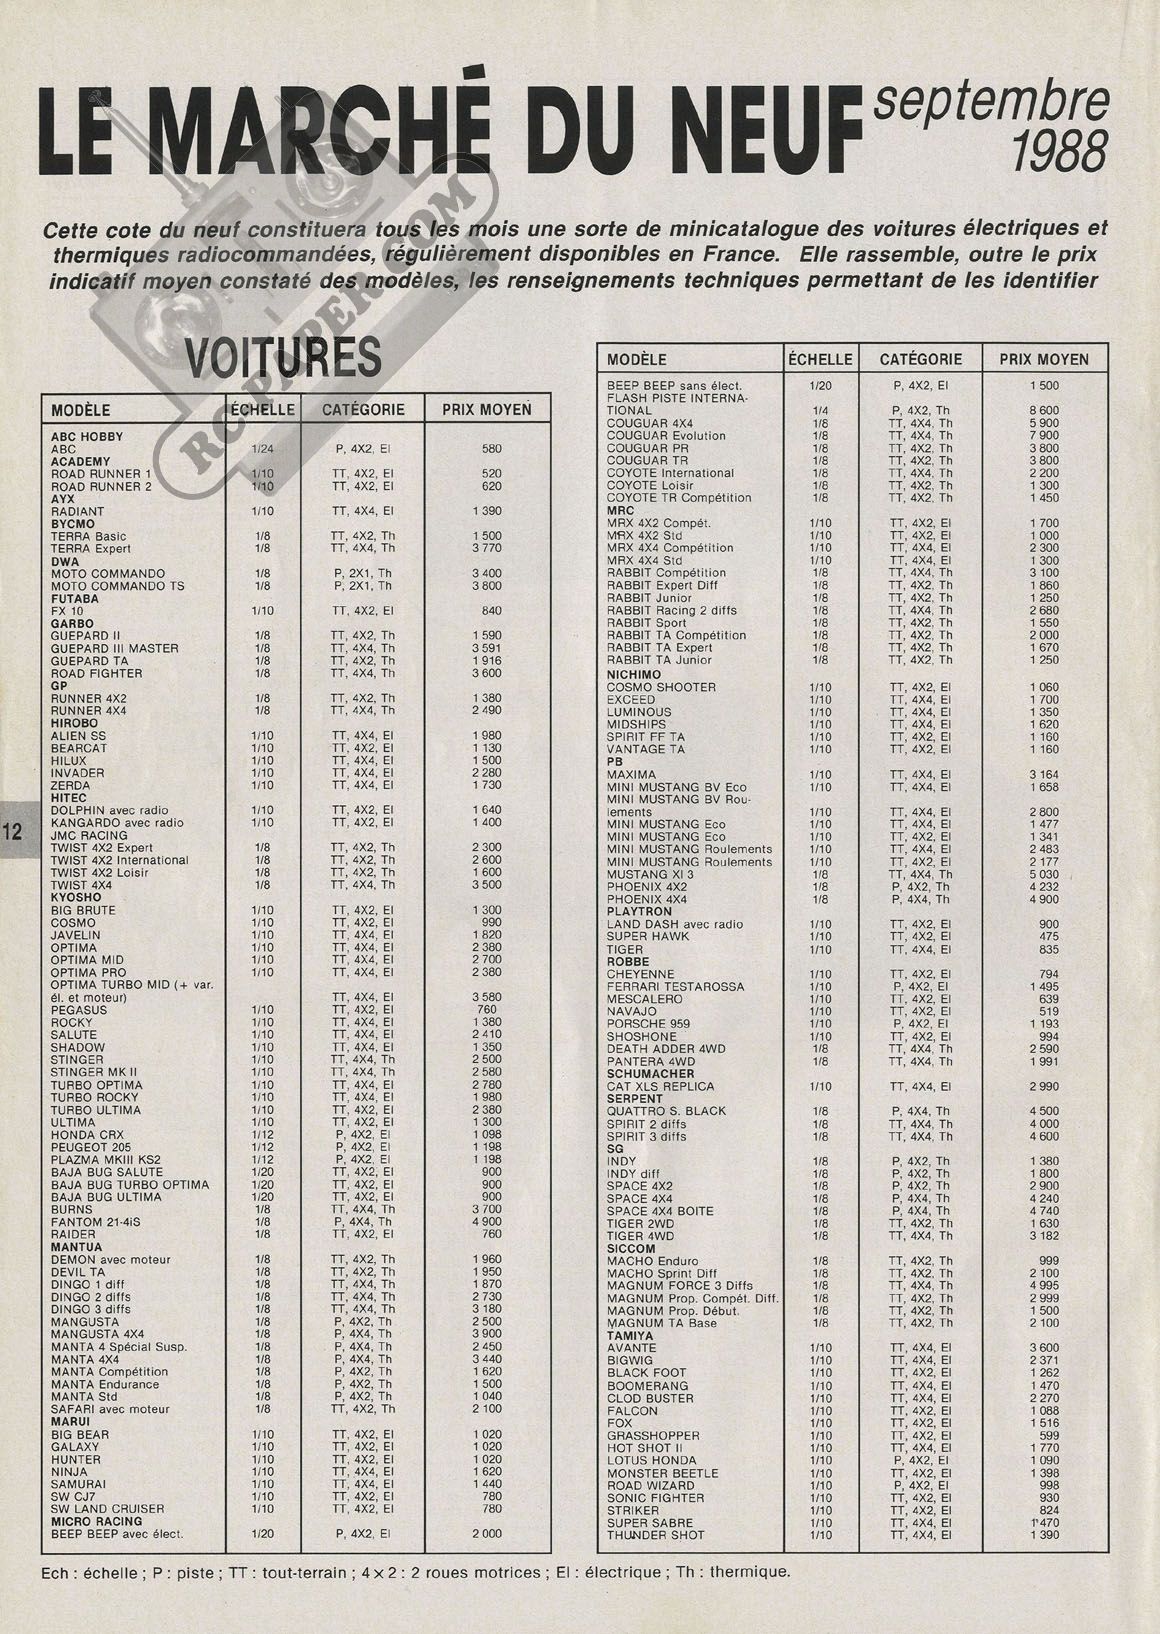 LE MARCHÉ DU NEUF septembre
1988
Cette cote du neuf constituera tous les mois une sorte de minicatalogue des voitures électriques et
thermiques radiocommandées, régulièrement disponibles en France. Elle rassemble, outre le prix
indicatif moyen constaté des modèles, les renseignements techniques permettant de les identifier
RC-PAPER.COM
VOITURES
MODÈLE ÉCHELLE CATÉGORIE PRIX MOYEN
ABC HOBBY
ABC 1/24 P, 4X2, El 580
ACADEMY
ROAD RUNNER 1 1/10 TT, 4X2, El 520
ROAD RUNNER 2 1/10 TT, 4X2, El 620
AYX
RADIANT 1/10 TT, 4X4, El 1 390
BYCMO
TERRA Basic 1/8 TT, 4X2, Th 1 500
TERRA Expert 1/8 TT, 4X4, Th 3 770
DWA
MOTO COMMANDO 1/8 P, 2X1, Th 3 400
MOTO COMMANDO TS 1/8 P, 2X1, Th 3 800
FUTABA
FX 10 1/10 TT, 4X2, El 840
GARBO
GUEPARD II 1/8 TT, 4X2, Th 1 590
GUEPARD III MASTER 1/8 TT, 4X4, Th 3 591
GUEPARD TA 1/8 TT, 4X2, Th 1 916
ROAD FIGHTER 1/8 TT, 4X4, Th 3 600
GP
RUNNER 4X2 1/8 TT, 4X2, Th 1 380
RUNNER 4X4 1/8 TT, 4X4, Th 2 490
HIROBO
ALIEN SS 1/10 TT, 4X4, El 1 980
BEARCAT 1/10 TT, 4X2, El 1 130
HILUX 1/10 TT, 4X4, El 1 500
INVADER 1/10 TT, 4X4, El 2 280
ZERDA 1/10 TT, 4X4, El 1 730
HITEC
DOLPHIN avec radio 1/10 TT, 4X2, El 1 640
KANGARDO avec radio 1/10 TT, 4X2, El 1 400
JMC RACING
TWIST 4X2 Expert 1/8 TT, 4X2, Th 2 300
TWIST 4X2 International 1/8 TT, 4X2, Th 2 600
TWIST 4X2 Loisir 1/8 TT, 4X2, Th 1 600
TWIST 4X4 1/8 TT, 4X4, Th 3 500
KYOSHO
BIG BRUTE 1/10 TT, 4X2, El 1 300
COSMO 1/10 TT, 4X2, El 990
JAVELIN 1/10 TT, 4X4, El 1 820
OPTIMA 1/10 TT, 4X4, El 2 380
OPTIMA MID 1/10 TT, 4X4, El 2 700
OPTIMA PRO 1/10 TT, 4X4, El 2 380
OPTIMA TURBO MID (+ var.
él. et moteur) TT, 4X4, El 3 580
PEGASUS 1/10 TT, 4X2, El 760
ROCKY 1/10 TT, 4X4, El 1 380
SALUTE 1/10 TT, 4X4, El 2 410
SHADOW 1/10 TT, 4X4, El 1 350
STINGER 1/10 TT, 4X4, Th 2 500
STINGER MK II 1/10 TT, 4X4, Th 2 580
TURBO OPTIMA 1/10 TT, 4X4, El 2 780
TURBO ROCKY 1/10 TT, 4X4, El 1 980
TURBO ULTIMA 1/10 TT, 4X2, El 2 380
ULTIMA 1/10 TT, 4X2, El 1 300
HONDA CRX 1/12 P, 4X2, El 1 098
PEUGEOT 205 1/12 P, 4X2, El 1 198
PLAZMA MKIII KS2 1/12 P, 4X2, El 1 198
BAJA BUG SALUTE 1/20 TT, 4X2, El 900
BAJA BUG TURBO OPTIMA 1/20 TT, 4X2, El 900
BAJA BUG ULTIMA 1/20 TT, 4X2, El 900
BURNS 1/8 TT, 4X4, Th 3 700
FANTOM 21-4iS 1/8 P, 4X4, Th 4 900
RAIDER 1/8 TT, 4X2, El 760
MANTUA
DEMON avec moteur 1/8 TT, 4X2, Th 1 960
DEVIL TA 1/8 TT, 4X2, Th 1 950
DINGO 1 diff 1/8 TT, 4X4, Th 1 870
DINGO 2 diffs 1/8 TT, 4X4, Th 2 730
DINGO 3 diffs 1/8 TT, 4X4, Th 3 180
MANGUSTA 1/8 P, 4X2, Th 2 500
MANGUSTA 4X4 1/8 P, 4X4, Th 3 900
MANTA 4 Spécial Susp. 1/8 P, 4X4, Th 2 450
MANTA 4X4 1/8 P, 4X4, Th 3 440
MANTA Compétition 1/8 P, 4X2, Th 1 620
MANTA Endurance 1/8 P, 4X2, Th 1 500
MANTA Std 1/8 P, 4X2, Th 1 040
SAFARI avec moteur 1/8 TT, 4X2, Th 2 100
MARUI
BIG BEAR 1/10 TT, 4X2, El 1 020
GALAXY 1/10 TT, 4X2, El 1 020
HUNTER 1/10 TT, 4X2, El 1 020
NINJA 1/10 TT, 4X4, El 1 620
SAMURAI 1/10 TT, 4X4, El 1 440
SW CJ7 1/10 TT, 4X2, El 780
SW LAND CRUISER 1/10 TT, 4X2, El 780
MICRO RACING
BEEP BEEP avec élect. 1/20 P, 4X2, El 2 000
MODÈLE ÉCHELLE CATÉGORIE PRIX MOYEN
BEEP BEEP sans élect. 1/20 P, 4X2, El 1 500
FLASH PISTE INTERNA-
TIONAL 1/4 P, 4X2, Th 8 600
COUGUAR 4X4 1/8 TT, 4X4, Th 5 900
COUGUAR Evolution 1/8 TT, 4X4, Th 7 900
COUGUAR PR 1/8 TT, 4X2, Th 3 800
COUGUAR TR 1/8 TT, 4X2, Th 3 800
COYOTE International 1/8 TT, 4X4, Th 2 200
COYOTE Loisir 1/8 TT, 4X2, Th 1 300
COYOTE TR Compétition 1/8 TT, 4X2, Th 1 450
MRC
MRX 4X2 Compét. 1/10 TT, 4X2, El 1 700
MRX 4X2 Std 1/10 TT, 4X2, El 1 000
MRX 4X4 Compétition 1/10 TT, 4X4, El 2 300
MRX 4X4 Std 1/10 TT, 4X4, El 1 300
RABBIT Compétition 1/8 TT, 4X4, Th 3 100
RABBIT Expert Diff 1/8 TT, 4X2, Th 1 860
RABBIT Junior 1/8 TT, 4X2, Th 1 250
RABBIT Racing 2 diffs 1/8 TT, 4X4, Th 2 680
RABBIT Sport 1/8 TT, 4X2, Th 1 550
RABBIT TA Compétition 1/8 TT, 4X2, Th 2 000
RABBIT TA Expert 1/8 TT, 4X2, Th 1 670
RABBIT TA Junior 1/8 TT, 4X2, Th 1 250
NICHIMO
COSMO SHOOTER 1/10 TT, 4X2, El 1 060
EXCEED 1/10 TT, 4X4, El 1 700
LUMINOUS 1/10 TT, 4X4, El 1 350
MIDSHIPS 1/10 TT, 4X4, El 1 620
SPIRIT FF TA 1/10 TT, 4X2, El 1 160
VANTAGE TA 1/10 TT, 4X2, El 1 160
PB
MAXIMA 1/10 TT, 4X4, El 3 164
MINI MUSTANG BV Eco 1/10 TT, 4X4, El 1 658
MINI MUSTANG BV Rou-
lements 1/10 TT, 4X4, El 2 800
MINI MUSTANG Eco 1/10 TT, 4X4, El 1 477
MINI MUSTANG Eco 1/10 TT, 4X2, El 1 341
MINI MUSTANG Roulements 1/10 TT, 4X4, El 2 483
MINI MUSTANG Roulements 1/10 TT, 4X2, El 2 177
MUSTANG XI 3 1/8 TT, 4X4, Th 5 030
PHOENIX 4X2 1/8 P, 4X2, Th 4 232
PHOENIX 4X4 1/8 P, 4X4, Th 4 900
PLAYTRON
LAND DASH avec radio 1/10 TT, 4X2, El 900
SUPER HAWK 1/10 TT, 4X2, El 475
TIGER 1/10 TT, 4X4, El 835
ROBBE
CHEYENNE 1/10 TT, 4X2, El 794
FERRARI TESTAROSSA 1/10 P, 4X2, El 1 495
MESCALERO 1/10 TT, 4X2, El 639
NAVAJO 1/10 TT, 4X2, El 519
PORSCHE 959 1/10 P, 4X2, El 1 193
SHOSHONE 1/10 TT, 4X2, El 994
DEATH ADDER 4WD 1/8 TT, 4X4, Th 2 590
PANTERA 4WD 1/8 TT, 4X4, Th 1 991
SCHUMACHER
CAT XLS REPLICA 1/10 TT, 4X4, El 2 990
SERPENT
QUATTRO S. BLACK 1/8 P, 4X4, Th 4 500
SPIRIT 2 diffs 1/8 TT, 4X4, Th 4 000
SPIRIT 3 diffs 1/8 TT, 4X4, Th 4 600
SG
INDY 1/8 P, 4X2, Th 1 380
INDY diff 1/8 P, 4X2, Th 1 800
SPACE 4X2 1/8 P, 4X2, Th 2 900
SPACE 4X4 1/8 P, 4X4, Th 4 240
SPACE 4X4 BOITE 1/8 P, 4X4, Th 4 740
TIGER 2WD 1/8 TT, 4X2, Th 1 630
TIGER 4WD 1/8 TT, 4X4, Th 3 182
SICCOM
MACHO Enduro 1/8 TT, 4X2, Th 999
MACHO Sprint Diff 1/8 TT, 4X2, Th 2 100
MAGNUM FORCE 3 Diffs 1/8 TT, 4X4, Th 4 995
MAGNUM Prop. Compét. Diff. 1/8 TT, 4X2, Th 2 999
MAGNUM Prop. Début. 1/8 TT, 4X2, Th 1 500
MAGNUM TA Base 1/8 TT, 4X2, Th 2 100
TAMIYA
AVANTE 1/10 TT, 4X4, El 3 600
BIGWIG 1/10 TT, 4X4, El 2 371
BLACK FOOT 1/10 TT, 4X2, El 1 262
BOOMERANG 1/10 TT, 4X4, El 1 470
CLOD BUSTER 1/10 TT, 4X4, El 2 270
FALCON 1/10 TT, 4X2, El 1 088
FOX 1/10 TT, 4X2, El 1 516
GRASSHOPPER 1/10 TT, 4X2, El 599
HOT SHOT II 1/10 TT, 4X4, El 1 770
LOTUS HONDA 1/10 P, 4X2, El 1 090
MONSTER BEETLE 1/10 TT, 4X2, El 1 398
ROAD WIZARD 1/10 P, 4X2, El 998
SONIC FIGHTER 1/10 TT, 4X2, El 930
STRIKER 1/10 TT, 4X2, El 824
SUPER SABRE 1/10 TT, 4X4, El 1 470
THUNDER SHOT 1/10 TT, 4X4, El 1 390
12
Ech : échelle ; P : piste ; TT : tout-terrain ; 4 x 2 : 2 roues motrices ; El : électrique ; Th : thermique.